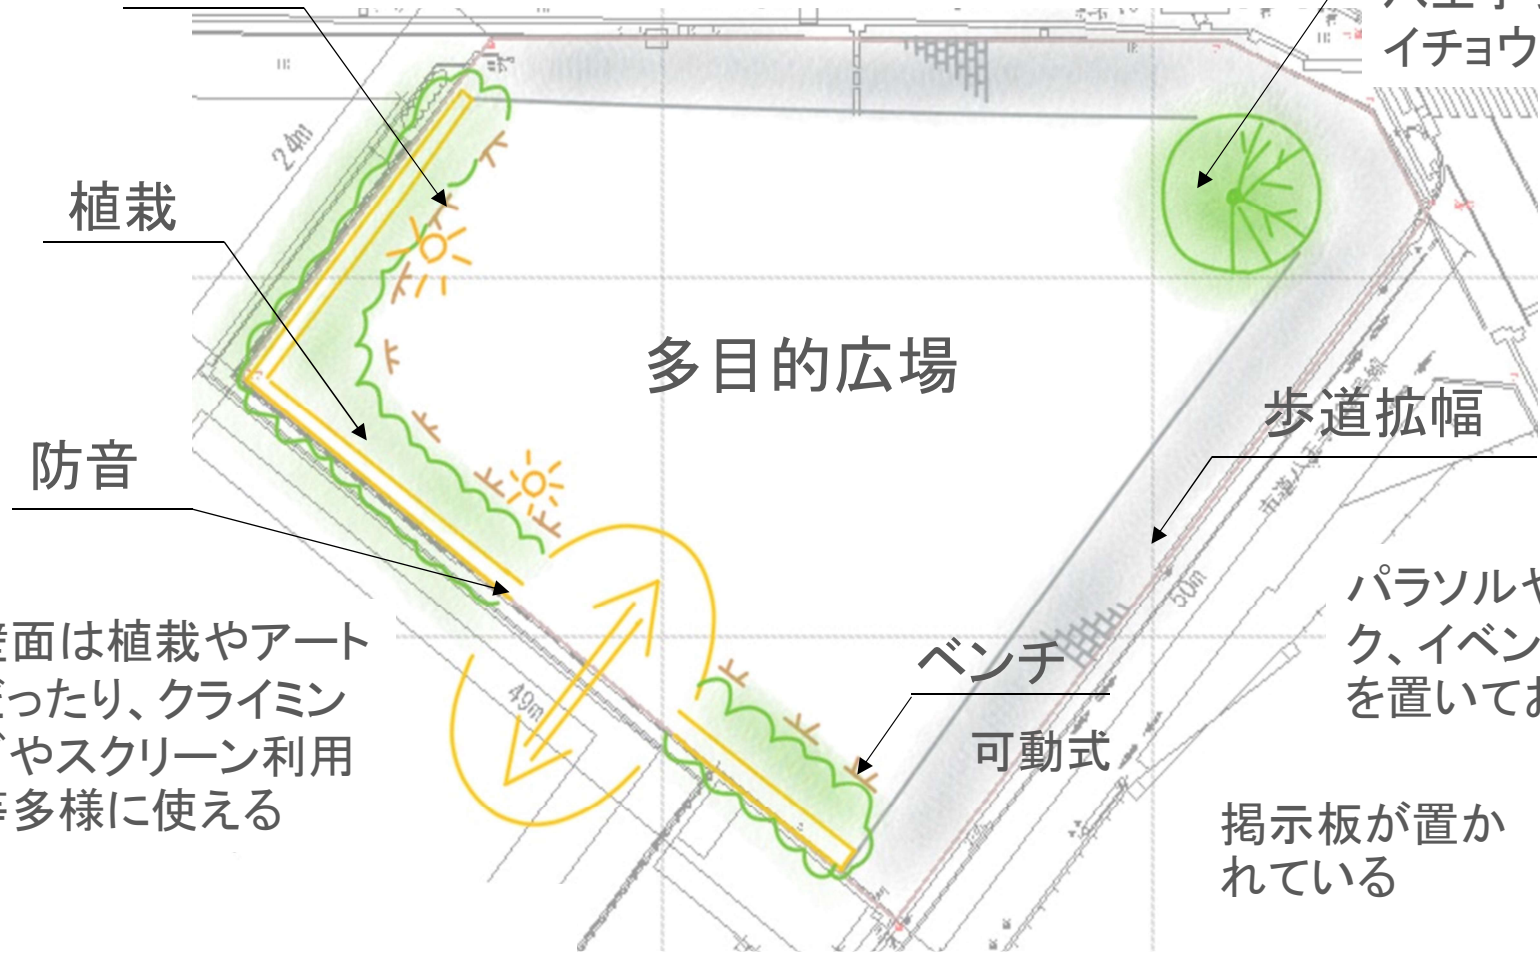 イチョウ
24m
植栽
多目的広場
歩道拡幅
防音
50m
パラソル
ク、イベン
を置いて
面は植栽やアート
ったり、クライミン
やスクリーン利用
多様に使える
49m
ベンチ
可動式
掲示板が置か
れている